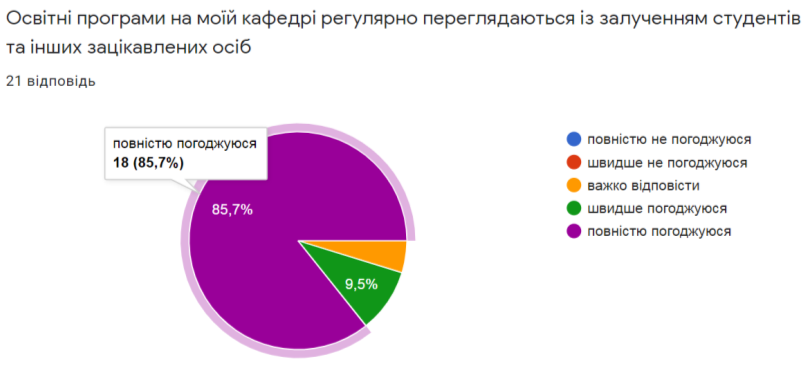 Освітні програми на моїй кафедрі регулярно переглядаються із залученням студентів
та інших зацікавлених осіб
21 відповідь
повністю погоджуюся
18 (85,7%)
85,7%
9,5%
повністю не погоджуюся
швидше не погоджуюся
важко відповісти
швидше погоджуюся
повністю погоджуюся